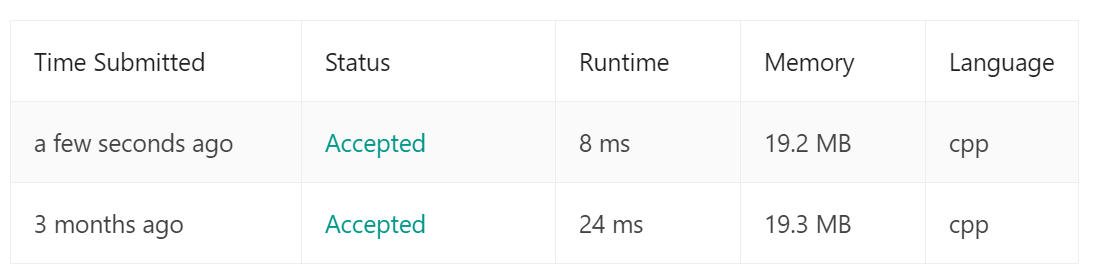 Time Submitted Status Runtime Memory Language
a few seconds ago Accepted 8 ms 19.2 MB cpp
3 months ago Accepted 24 ms 19.3 MB cpp